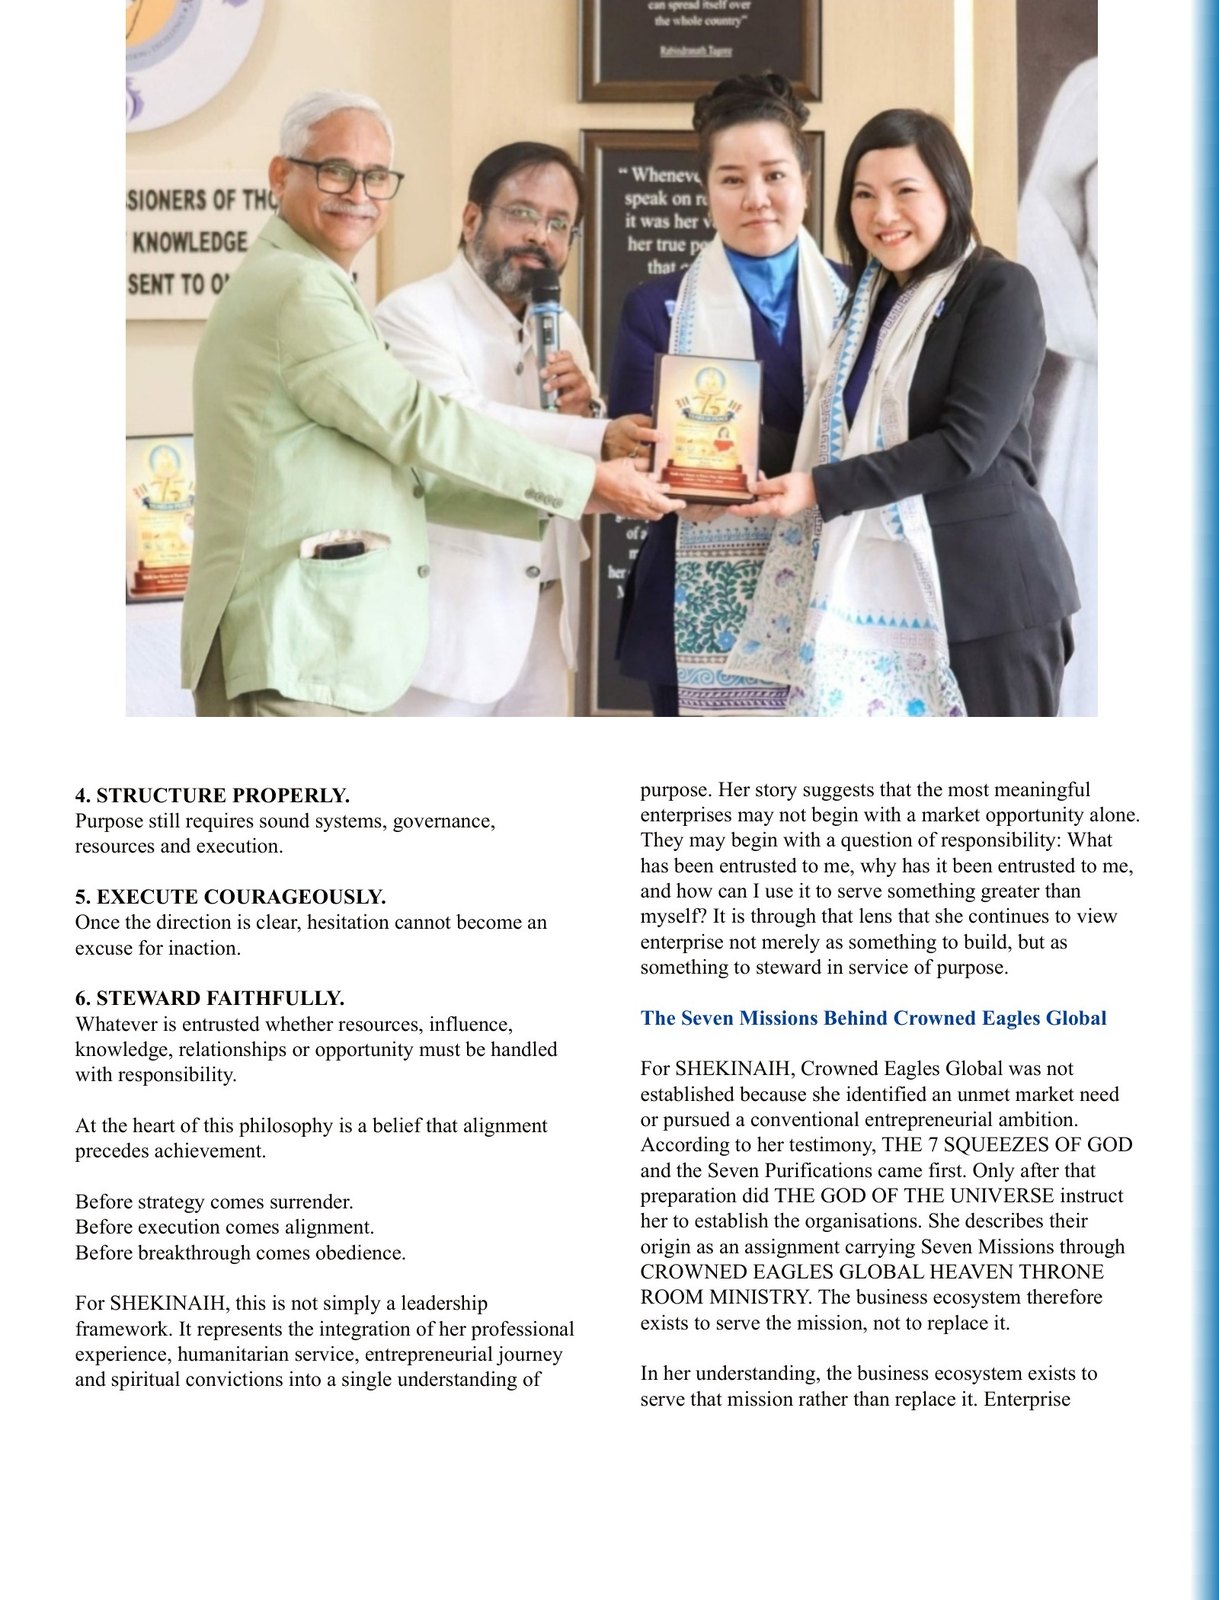 can spread itself over
the whole country"
Rabindranath Tagore
SIONERS OF THO
KNOWLEDGE
SENT TO O
" Wheneve
speak on r
it was her v
her true po
that
of a
her
75
YEARS OF PEACE
4. STRUCTURE PROPERLY.
Purpose still requires sound systems, governance,
resources and execution.
5. EXECUTE COURAGEOUSLY.
Once the direction is clear, hesitation cannot become an
excuse for inaction.
6. STEWARD FAITHFULLY.
Whatever is entrusted whether resources, influence,
knowledge, relationships or opportunity must be handled
with responsibility.
At the heart of this philosophy is a belief that alignment
precedes achievement.
Before strategy comes surrender.
Before execution comes alignment.
Before breakthrough comes obedience.
For SHEKINAIH, this is not simply a leadership
framework. It represents the integration of her professional
experience, humanitarian service, entrepreneurial journey
and spiritual convictions into a single understanding of
purpose. Her story suggests that the most meaningful
enterprises may not begin with a market opportunity alone.
They may begin with a question of responsibility: What
has been entrusted to me, why has it been entrusted to me,
and how can I use it to serve something greater than
myself? It is through that lens that she continues to view
enterprise not merely as something to build, but as
something to steward in service of purpose.
The Seven Missions Behind Crowned Eagles Global
For SHEKINAIH, Crowned Eagles Global was not
established because she identified an unmet market need
or pursued a conventional entrepreneurial ambition.
According to her testimony, THE 7 SQUEEZES OF GOD
and the Seven Purifications came first. Only after that
preparation did THE GOD OF THE UNIVERSE instruct
her to establish the organisations. She describes their
origin as an assignment carrying Seven Missions through
CROWNED EAGLES GLOBAL HEAVEN THRONE
ROOM MINISTRY. The business ecosystem therefore
exists to serve the mission, not to replace it.
In her understanding, the business ecosystem exists to
serve that mission rather than replace it. Enterprise